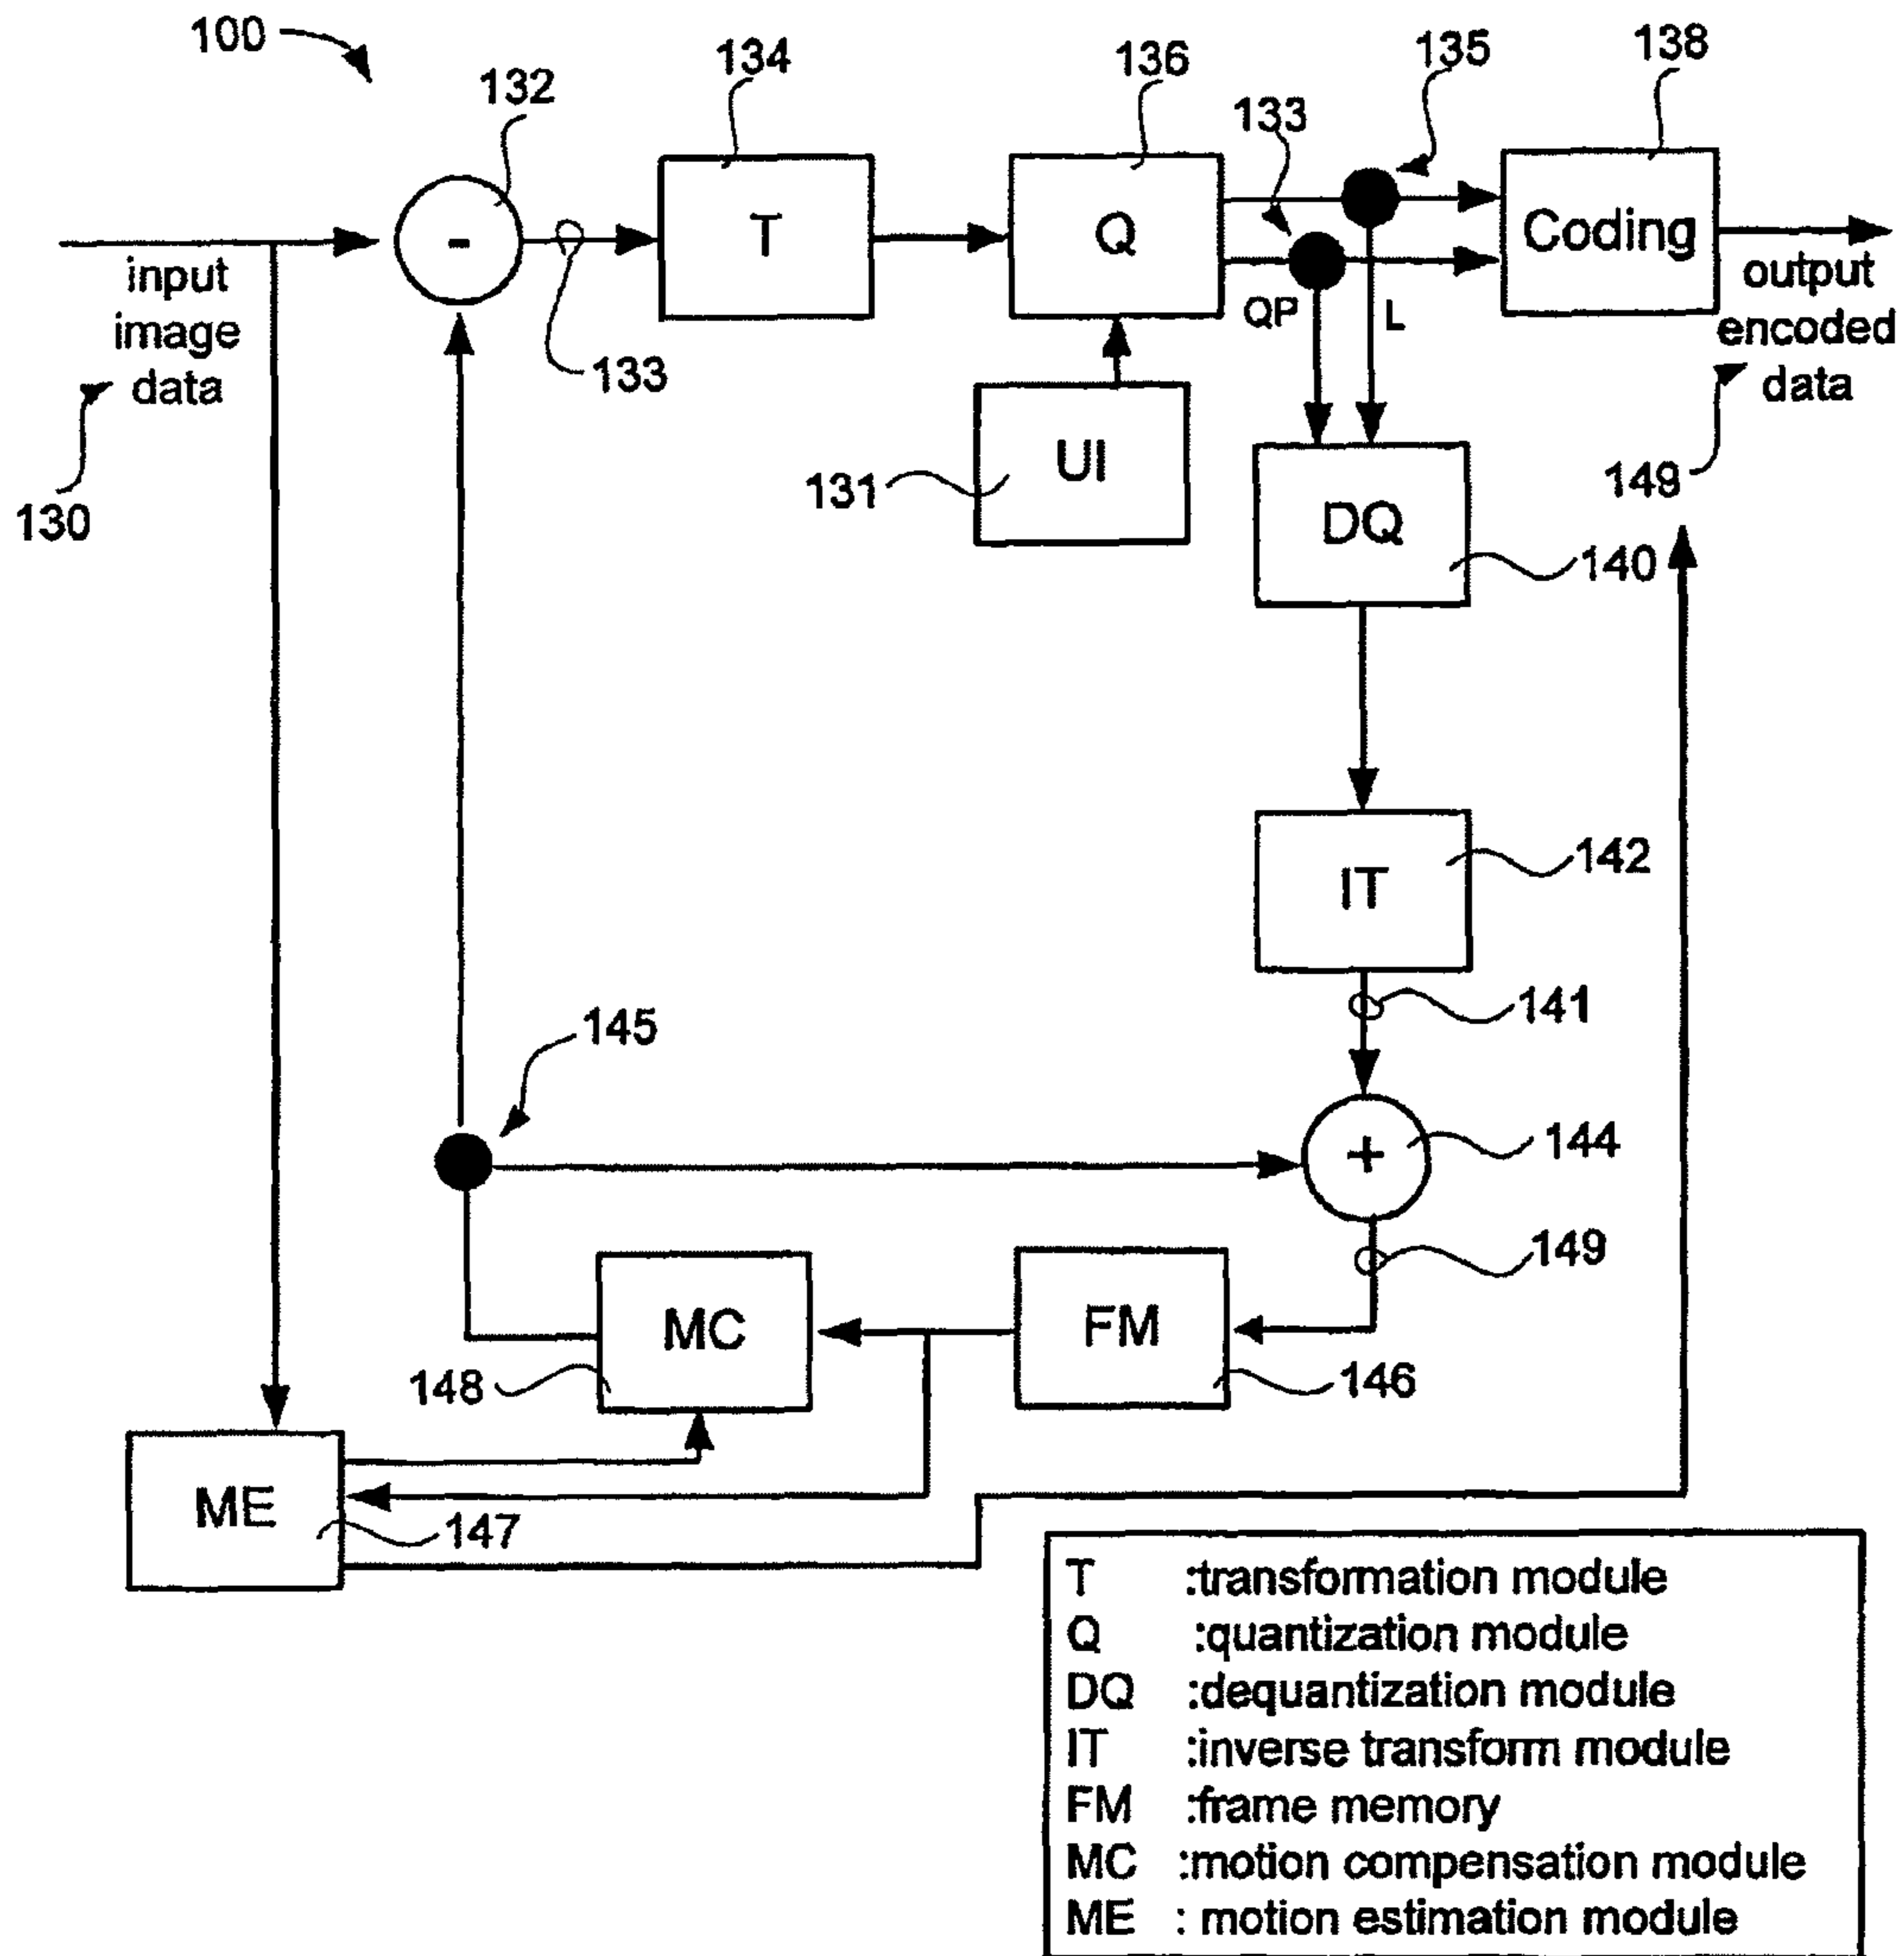 100
132
134
136
133
135
138
-
T
Q
Coding
input
image
data
130
133
QP
L
output
encoded
data
149
UI
131
DQ
140
IT
142
141
145
+
144
149
MC
148
FM
146
ME
147
T :transformation module
Q :quantization module
DQ :dequantization module
IT :inverse transform module
FM :frame memory
MC :motion compensation module
ME : motion estimation module